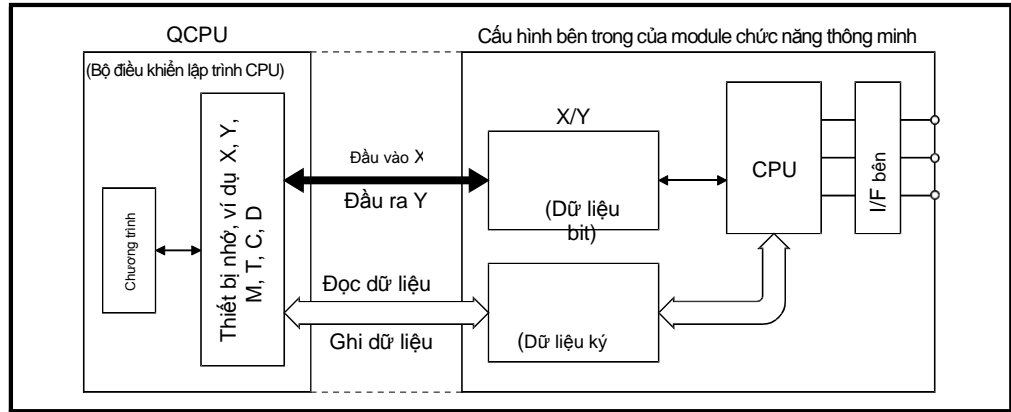 QCPU
Cấu hình bên trong của module chức năng thông minh
(Bộ điều khiển lập trình CPU)
Chương trình
Thiết bị nhớ, ví dụ X, Y,
M, T, C, D
Đầu vào X
Đầu ra Y
Đọc dữ liệu
Ghi dữ liệu
X/Y
(Dữ liệu
bit)
(Dữ liệu ký
CPU
I/F bên